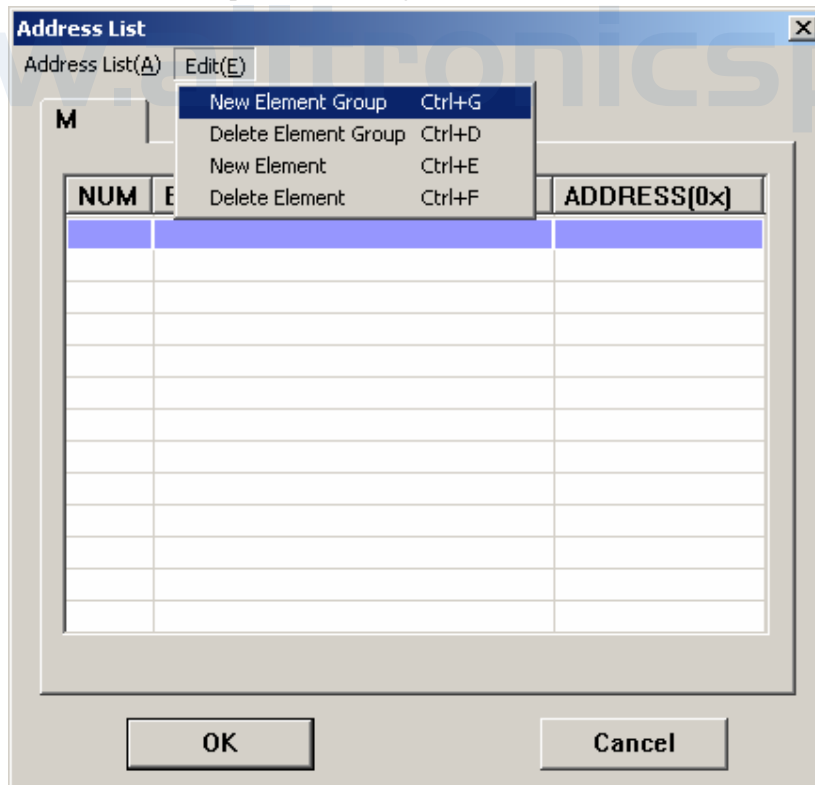 Address List
Address List(A) Edit(E)
New Element Group Ctrl+G
Delete Element Group Ctrl+D
New Element Ctrl+E
Delete Element Ctrl+F
M
NUM E ADDRESS(0x)
OK Cancel